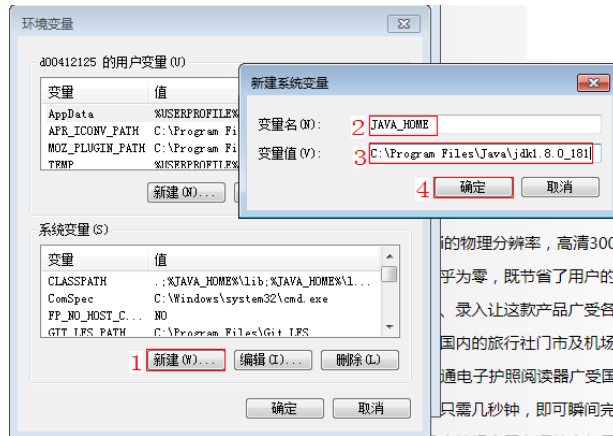 环境变量
d00412125 的用户变量(U)
变量 值
AppData %USERPROFILE%
APR_ICONV_PATH C:\Program Fi
MOZ_PLUGIN_PATH C:\Program Fi
TEMP %USERPROFILE%
新建(N)...
新建系统变量
变量名(N): 2 JAVA_HOME
变量值(V): 3 C:\Program Files\Java\jdk1.8.0_181
4 确定 取消
系统变量(S)
变量 值
CLASSPATH .;%JAVA_HOME%\lib;%JAVA_HOME%\l...
ComSpec C:\Windows\system32\cmd.exe
FP_NO_HOST_C... NO
GIT_LFS_PATH C:\Program Files\Git LFS
1 新建(W)... 编辑(I)... 删除(L)
确定 取消
的物理分辨率，高清300
乎为零，既节省了用户的
、录入让这款产品广受各
国内的旅行社门市及机场
通电子护照阅读器广受国
只需几秒钟，即可瞬间完